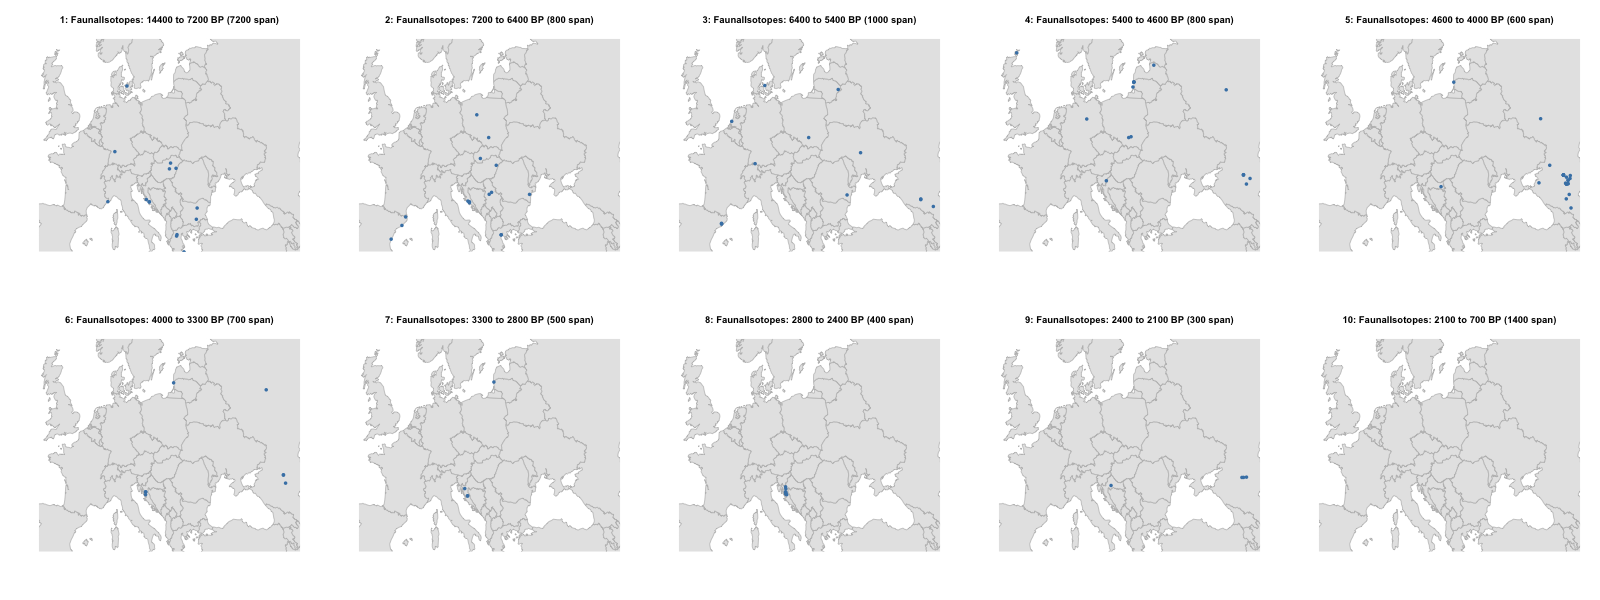 1: FaunalIsotopes: 14400 to 7200 BP (7200 span)
2: FaunalIsotopes: 7200 to 6400 BP (800 span)
3: FaunalIsotopes: 6400 to 5400 BP (1000 span)
4: FaunalIsotopes: 5400 to 4600 BP (800 span)
5: FaunalIsotopes: 4600 to 4000 BP (600 span)
6: FaunalIsotopes: 4000 to 3300 BP (700 span)
7: FaunalIsotopes: 3300 to 2800 BP (500 span)
8: FaunalIsotopes: 2800 to 2400 BP (400 span)
9: FaunalIsotopes: 2400 to 2100 BP (300 span)
10: FaunalIsotopes: 2100 to 700 BP (1400 span)